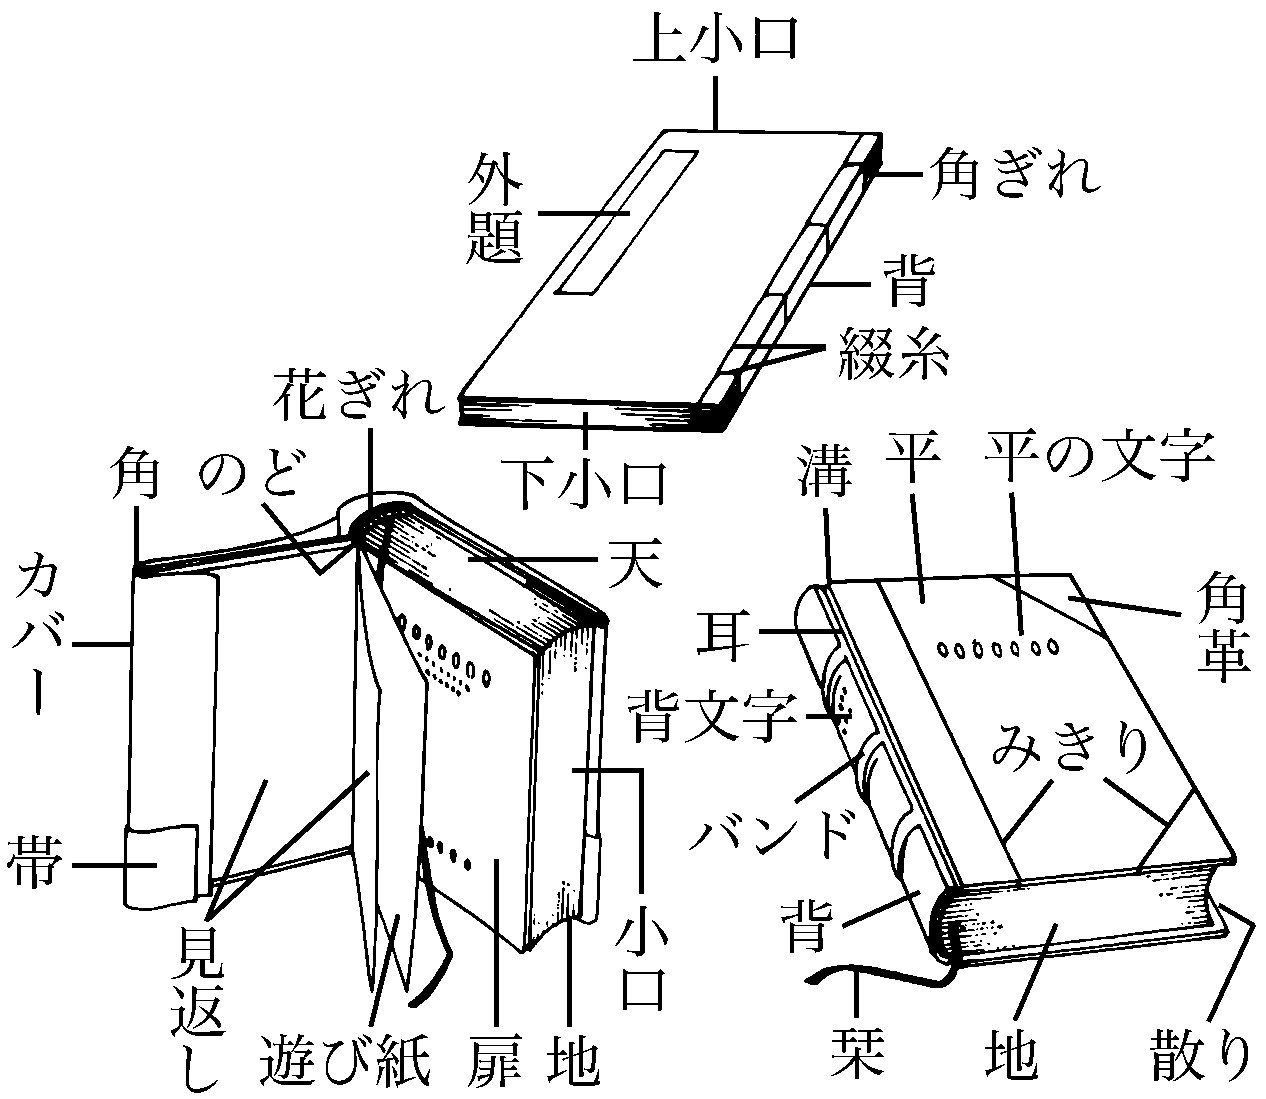 上小口
外題
角ぎれ
背
綴糸
下小口
花ぎれ
角
のど
天
カバー
帯
見返し
遊び紙
扉
地
小口
溝
平
平の文字
角革
耳
背文字
みきり
バンド
背
栞
地
散り